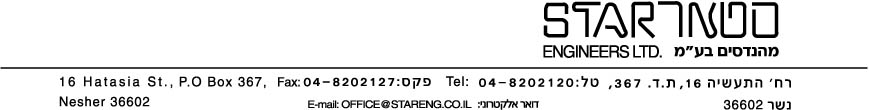 START סטאר
ENGINEERS LTD. מהנדסים בע"מ
16 Hatasia St., P.O Box 367, Fax: 04-8202127:פקס Tel: 04-8202120:טל רח' התעשיה 16, ת.ד. 367,
Nesher 36602 E-mail: OFFICE@STARENG.CO.IL דואר אלקטרוני: נשר 36602